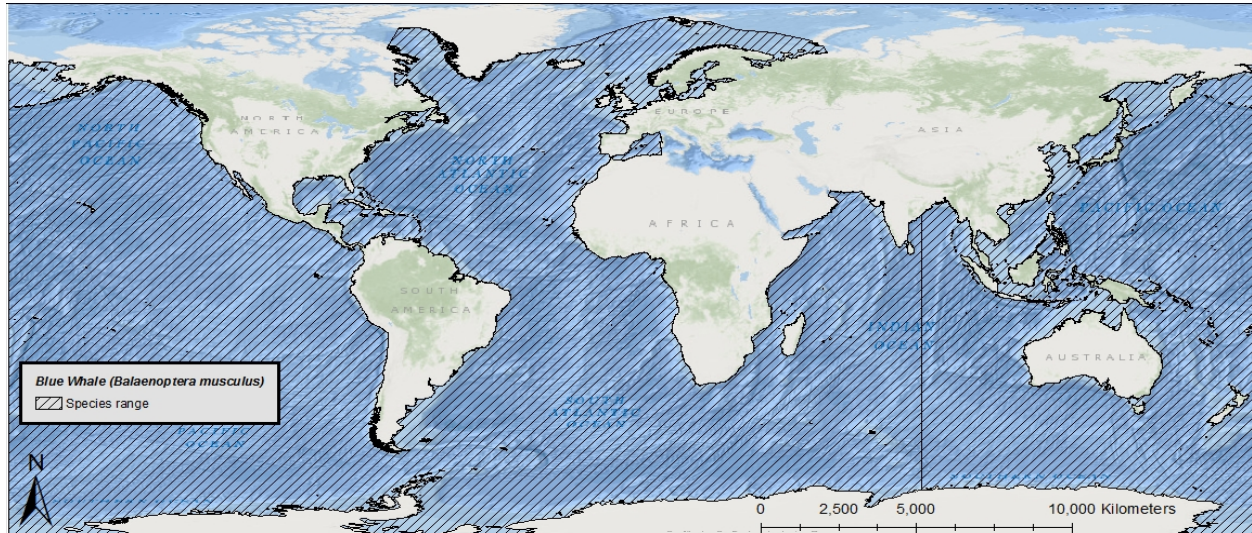 NORTH
AMERICA
EUROPE
ASIA
NORTH
PACIFIC
OCEAN
NORTH
ATLANTIC
OCEAN
PACIFIC OCEAN
AFRICA
SOUTH
AMERICA
INDIAN
OCEAN
AUSTRALIA
SOUTH
ATLANTIC
OCEAN
Blue Whale (Balaenoptera musculus)
Species range
PACIFIC
OCEAN
N
0 2,500 5,000 10,000 Kilometers